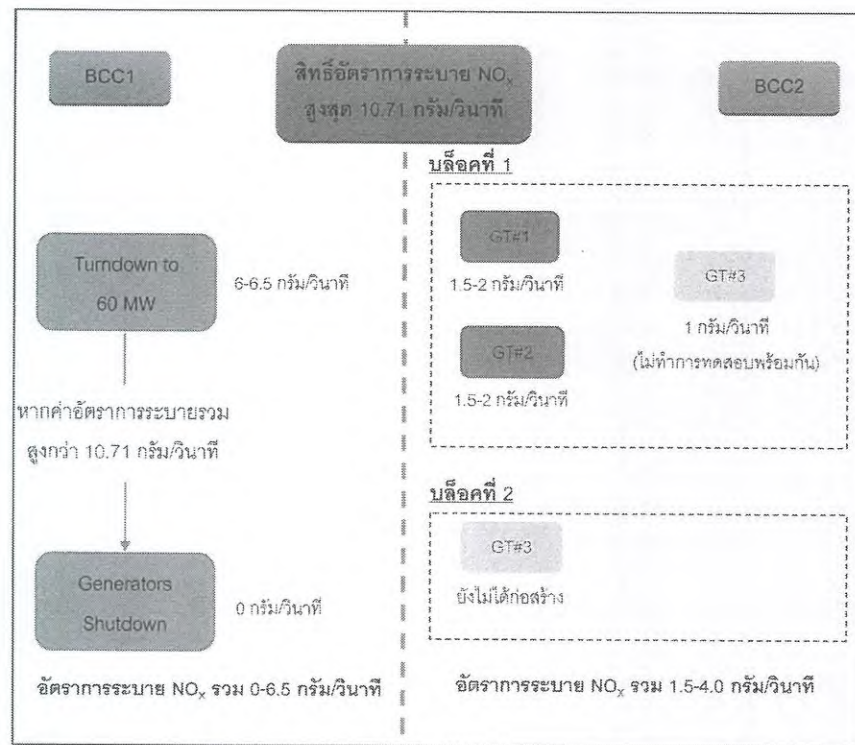 BCC1
สิทธิ์อัตราการระบาย NOₓ
สูงสุด 10.71 กรัม/วินาที
BCC2
Turndown to
60 MW
6-6.5 กรัม/วินาที
หากค่าอัตราการระบายรวม
สูงกว่า 10.71 กรัม/วินาที
Generators
Shutdown
0 กรัม/วินาที
อัตราการระบาย NOₓ รวม 0-6.5 กรัม/วินาที
บล็อคที่ 1
GT#1
1.5-2 กรัม/วินาที
GT#2
1.5-2 กรัม/วินาที
GT#3
1 กรัม/วินาที
(ไม่ทำการทดสอบพร้อมกัน)
บล็อคที่ 2
GT#3
ยังไม่ได้ก่อสร้าง
อัตราการระบาย NOₓ รวม 1.5-4.0 กรัม/วินาที